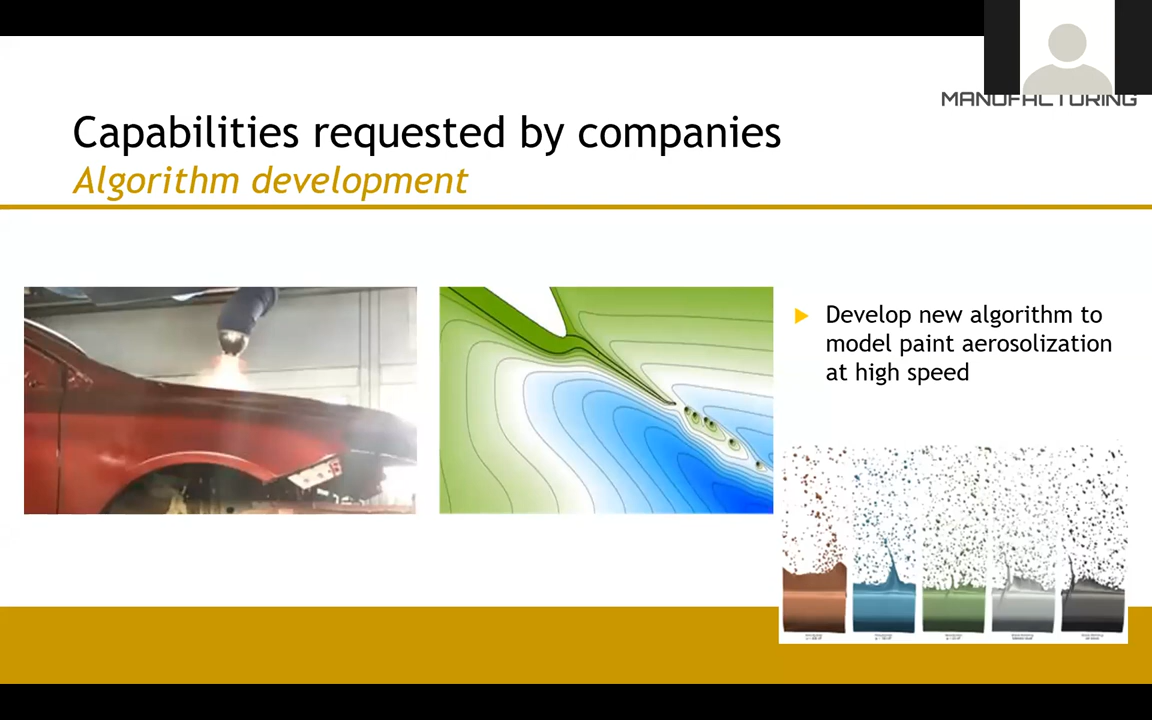 MANUFACTURING
Capabilities requested by companies
Algorithm development
Develop new algorithm to
model paint aerosolization
at high speed